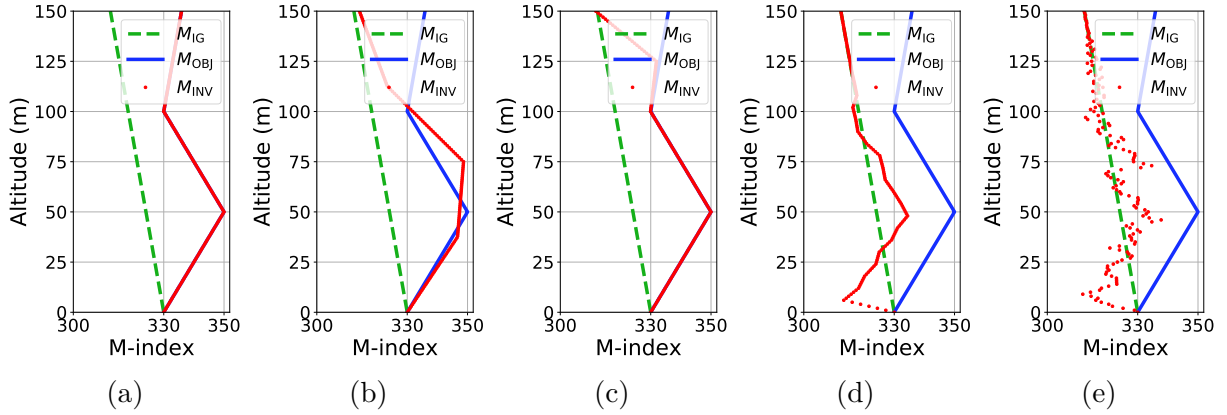 150
125
100
75
50
25
0
Altitude (m)
300
330
350
M-index
M_IG
M_OBJ
M_INV
(a)
150
125
100
75
50
25
0
Altitude (m)
300
330
350
M-index
M_IG
M_OBJ
M_INV
(b)
150
125
100
75
50
25
0
Altitude (m)
300
330
350
M-index
M_IG
M_OBJ
M_INV
(c)
150
125
100
75
50
25
0
Altitude (m)
300
330
350
M-index
M_IG
M_OBJ
M_INV
(d)
150
125
100
75
50
25
0
Altitude (m)
300
330
350
M-index
M_IG
M_OBJ
M_INV
(e)